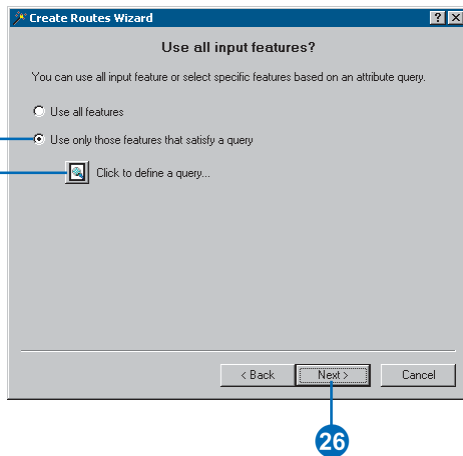 Create Routes Wizard
Use all input features?
You can use all input feature or select specific features based on an attribute query.
Use all features
Use only those features that satisfy a query
Click to define a query...
< Back Next > Cancel
26